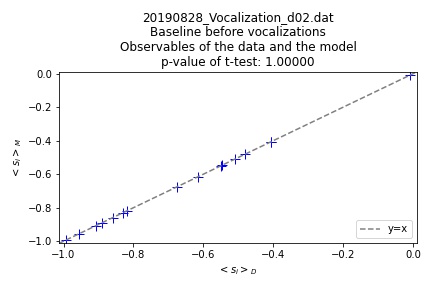 20190828_Vocalization_d02.dat
Baseline before vocalizations
Observables of the data and the model
p-value of t-test: 1.00000
0.0
−0.2
−0.4
−0.6
−0.8
−1.0
< s_i >_M
y=x
−1.0 −0.8 −0.6 −0.4 −0.2 0.0
< s_i >_D